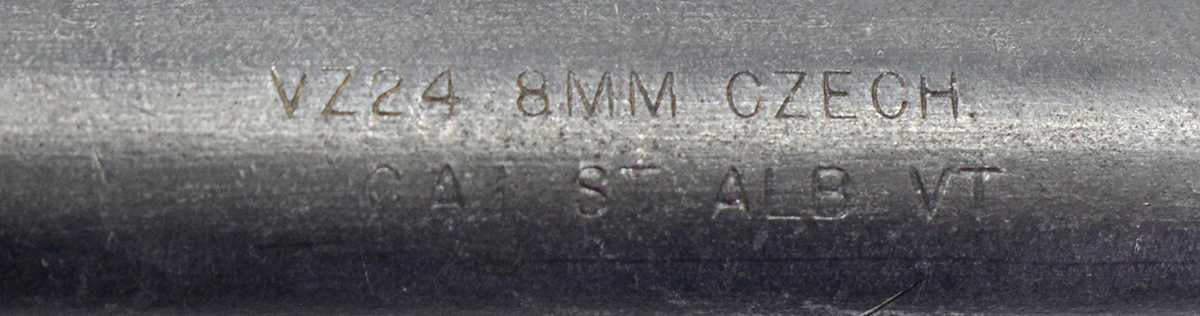 VZ24 8MM CZECH.
CAI ST ALB VT